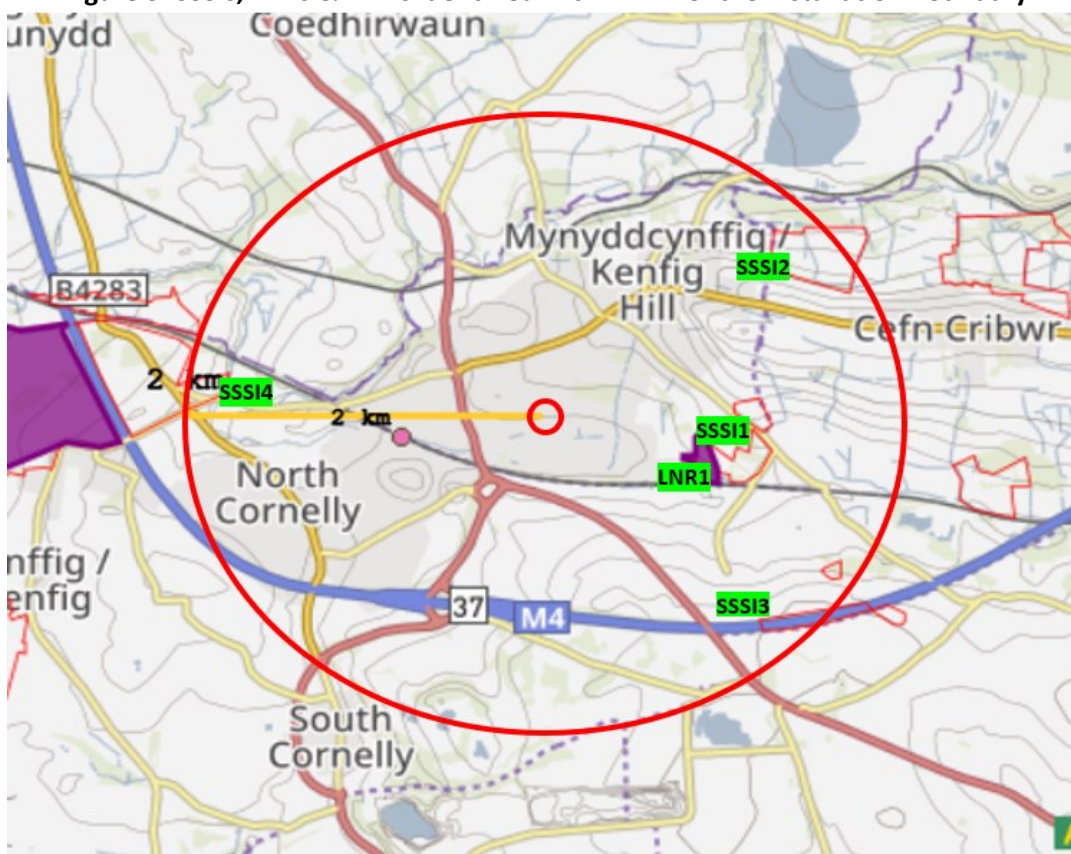 unydd
Coedhirwaun
Mynyddcynffig /
Kenfig
Hill
SSSI2
B4283
Cefn Cribwr
2 km
SSSI4
2 km
SSSI1
LNR1
North
Cornelly
nffig /
enfig
37
M4
SSSI3
South
Cornelly